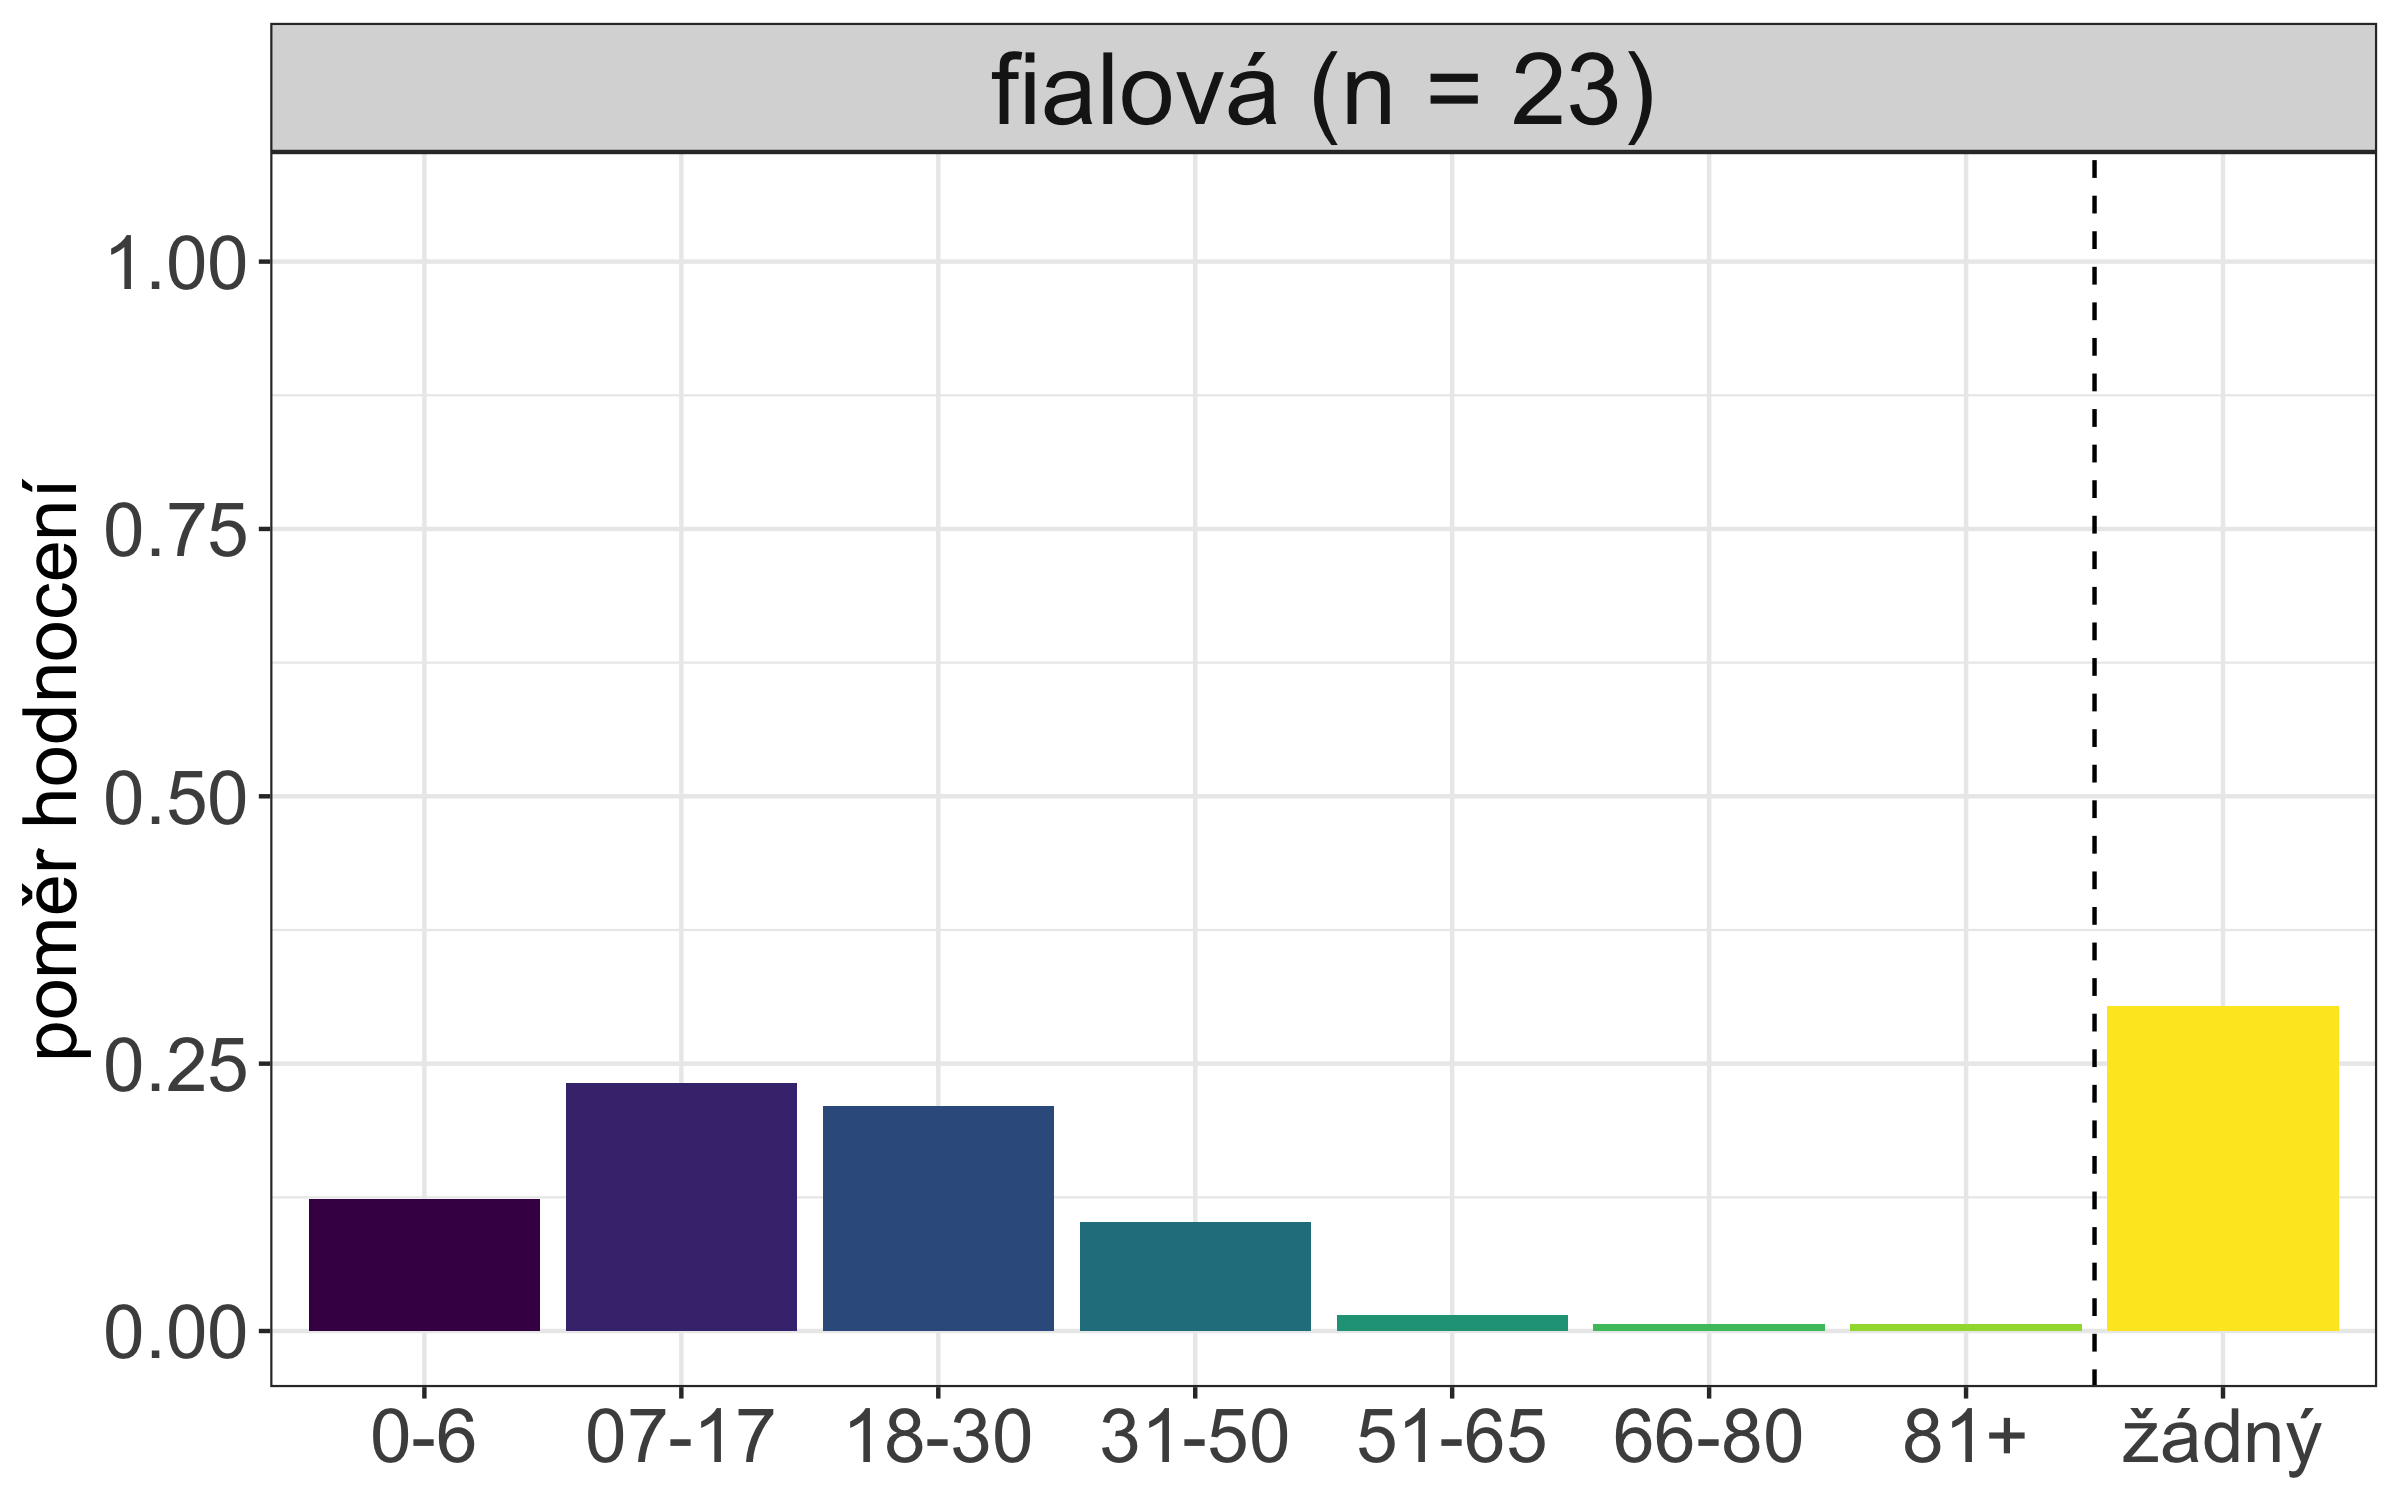 fialová (n = 23)
poměr hodnocení
1.00
0.75
0.50
0.25
0.00
0-6 07-17 18-30 31-50 51-65 66-80 81+ žádný